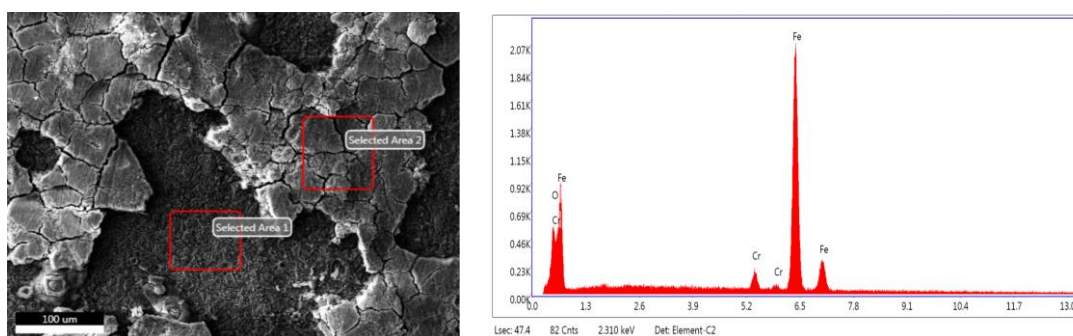 Selected Area 2
Selected Area 1
100 um
2.07K
1.84K
1.61K
1.38K
1.15K
0.92K
0.69K
0.46K
0.23K
0.00K
Fe
Fe
O
Cr
Cr
Cr
Fe
0.0 1.3 2.6 3.9 5.2 6.5 7.8 9.1 10.4 11.7 13.0
Lsec: 47.4 82 Cnts 2.310 keV Det: Element-C2